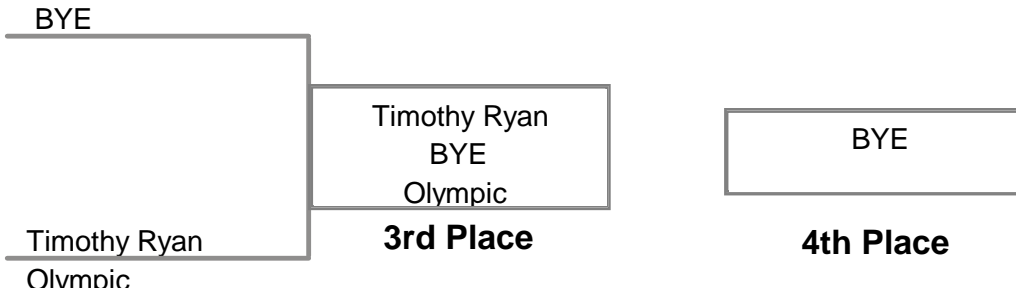 BYE
Timothy Ryan
BYE
Olympic
3rd Place
BYE
4th Place
Timothy Ryan
Olympic